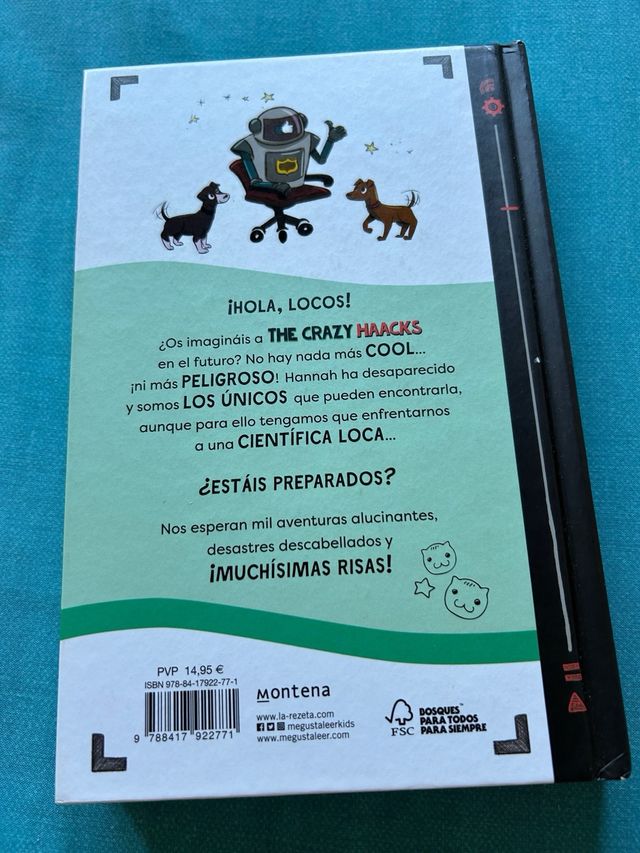 ¡HOLA, LOCOS!
¿Os imagináis a THE CRAZY HAACKS
en el futuro? No hay nada más COOL...
¡ni más PELIGROSO! Hannah ha desaparecido
y somos LOS ÚNICOS que pueden encontrarla,
aunque para ello tengamos que enfrentarnos
a una CIENTÍFICA LOCA...
¿ESTÁIS PREPARADOS?
Nos esperan mil aventuras alucinantes,
desastres descabellados y
¡MUCHÍSIMAS RISAS!
PVP 14,95 €
ISBN 978-84-17922-77-1
9 788417 922771
Montena
www.la-rezeta.com
megustaleerkids
www.megustaleer.com
FSC
BOSQUES™
PARA TODOS
PARA SIEMPRE